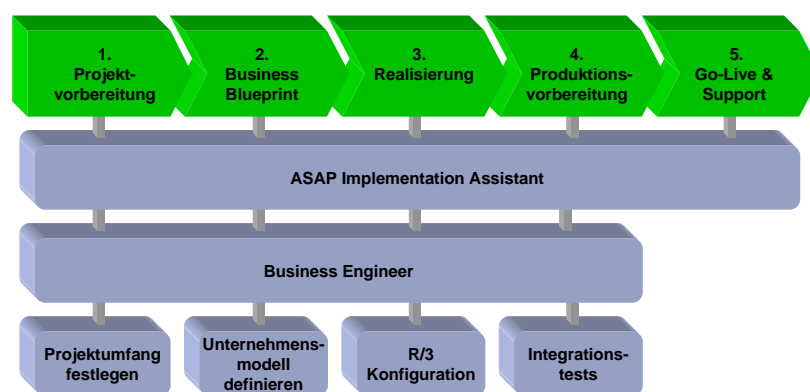 1.
Projekt-
vorbereitung
2.
Business
Blueprint
3.
Realisierung
4.
Produktions-
vorbereitung
5.
Go-Live &
Support
ASAP Implementation Assistant
Business Engineer
Projektumfang
festlegen
Unternehmens-
modell
definieren
R/3
Konfiguration
Integrations-
tests